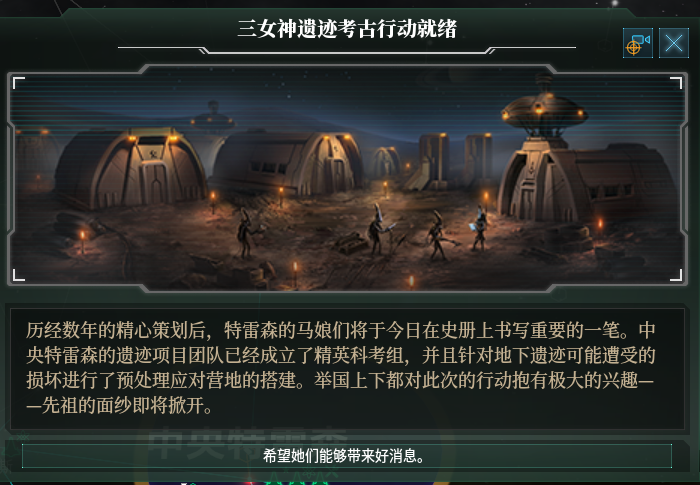 三女神遗迹考古行动就绪
历经数年的精心策划后，特雷森的马娘们将于今日在史册上书写重要的一笔。中
央特雷森的遗迹项目团队已经成立了精英科考组，并且针对地下遗迹可能遭受的
损坏进行了预处理应对营地的搭建。举国上下都对此次的行动抱有极大的兴趣—
—先祖的面纱即将掀开。
中央特雷森
希望她们能够带来好消息。